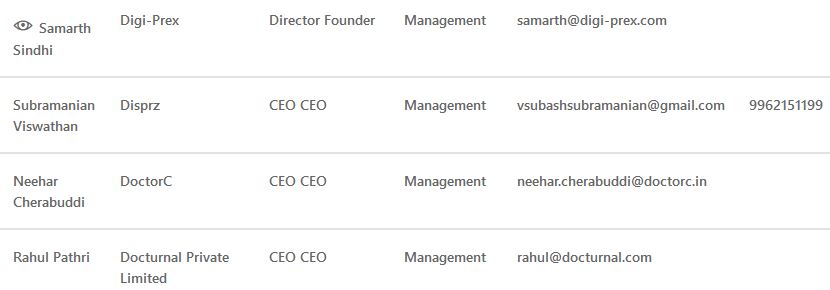 Samarth Sindhi Digi-Prex Director Founder Management samarth@digi-prex.com
Subramanian Viswathan Disprz CEO CEO Management vsubashsubramanian@gmail.com 9962151199
Neehar Cherabuddi DoctorC CEO CEO Management neehar.cherabuddi@doctorc.in
Rahul Pathri Docturnal Private Limited CEO CEO Management rahul@docturnal.com